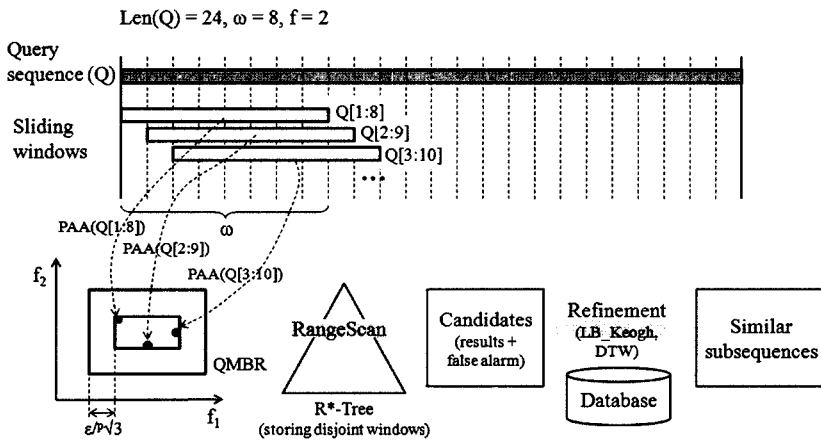 Len(Q) = 24, ω = 8, f = 2
Query
sequence (Q)
Sliding
windows
Q[1:8]
Q[2:9]
Q[3:10]
...
ω
PAA(Q[1:8])
PAA(Q[2:9])
PAA(Q[3:10])
f₂
QMBR
f₁
ε/ᵖ√3
RangeScan
R*-Tree
(storing disjoint windows)
Candidates
(results +
false alarm)
Refinement
(LB_Keogh,
DTW)
Database
Similar
subsequences